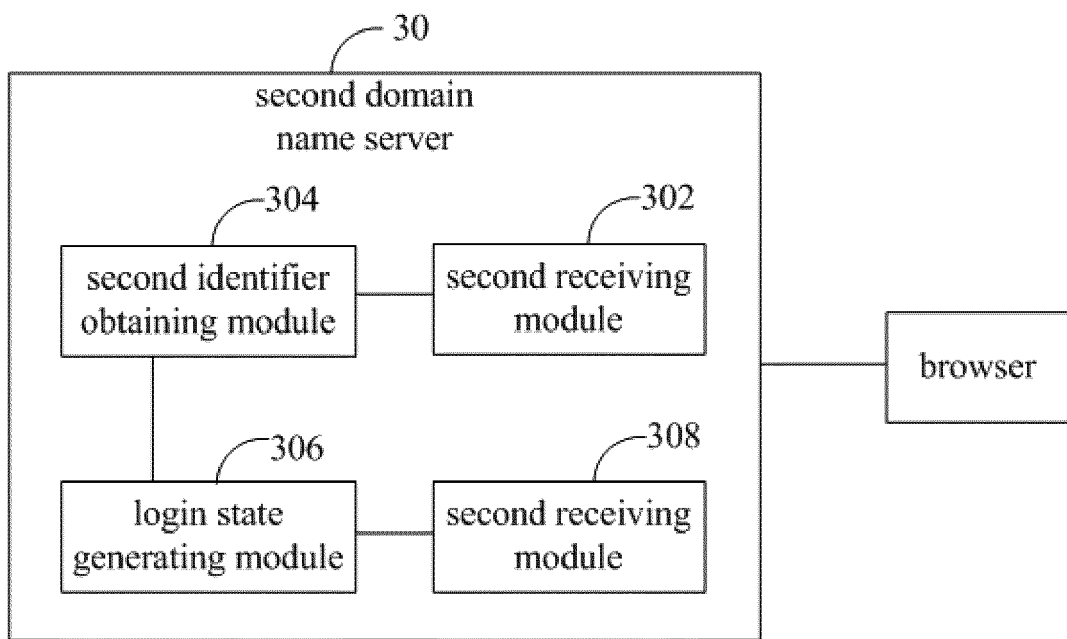 30
second domain
name server
304
302
second identifier
obtaining module
second receiving
module
browser
306
308
login state
generating module
second receiving
module